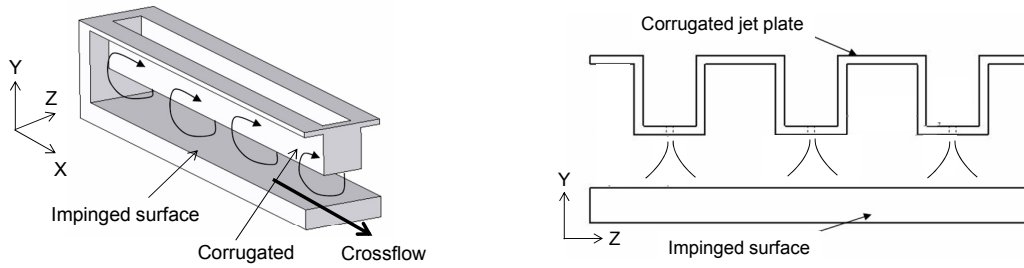 Y
Z
X
Impinged surface
Corrugated
Crossflow
Corrugated jet plate
Y
Z
Impinged surface